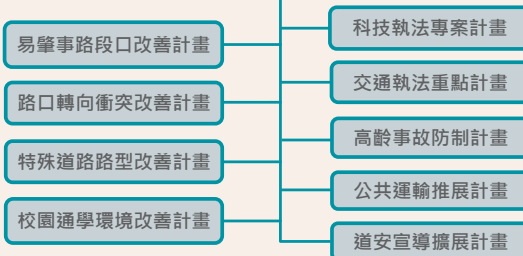 易肇事路段口改善計畫
路口轉向衝突改善計畫
特殊道路路型改善計畫
校園通學環境改善計畫
科技執法專案計畫
交通執法重點計畫
高齡事故防制計畫
公共運輸推展計畫
道安宣導擴展計畫